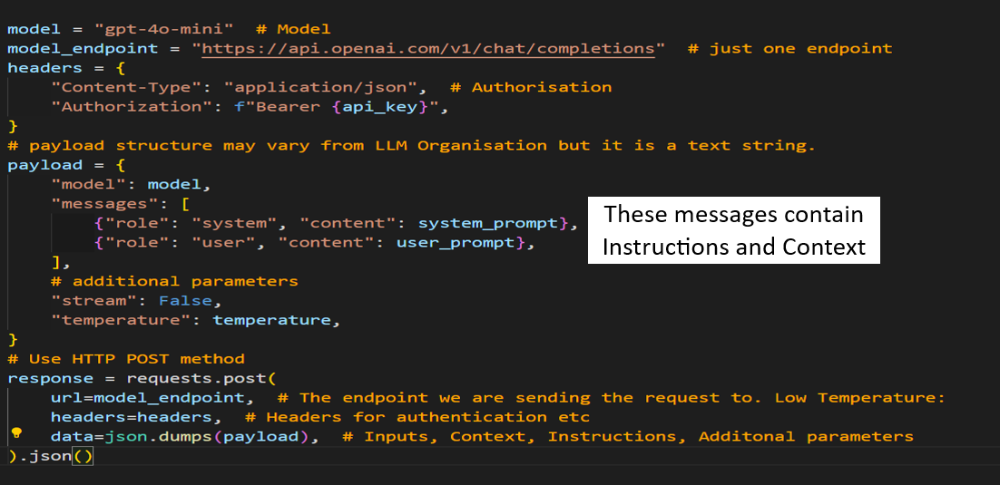 model = "gpt-4o-mini"  # Model
model_endpoint = "https://api.openai.com/v1/chat/completions"  # just one endpoint
headers = {
    "Content-Type": "application/json",  # Authorisation
    "Authorization": f"Bearer {api_key}",
}
# payload structure may vary from LLM Organisation but it is a text string.
payload = {
    "model": model,
    "messages": [
        {"role": "system", "content": system_prompt},
        {"role": "user", "content": user_prompt},
    ],
These messages contain
Instructions and Context
    # additional parameters
    "stream": False,
    "temperature": temperature,
}
# Use HTTP POST method
response = requests.post(
    url=model_endpoint,  # The endpoint we are sending the request to. Low Temperature:
    headers=headers,  # Headers for authentication etc
    data=json.dumps(payload),  # Inputs, Context, Instructions, Additonal parameters
).json()